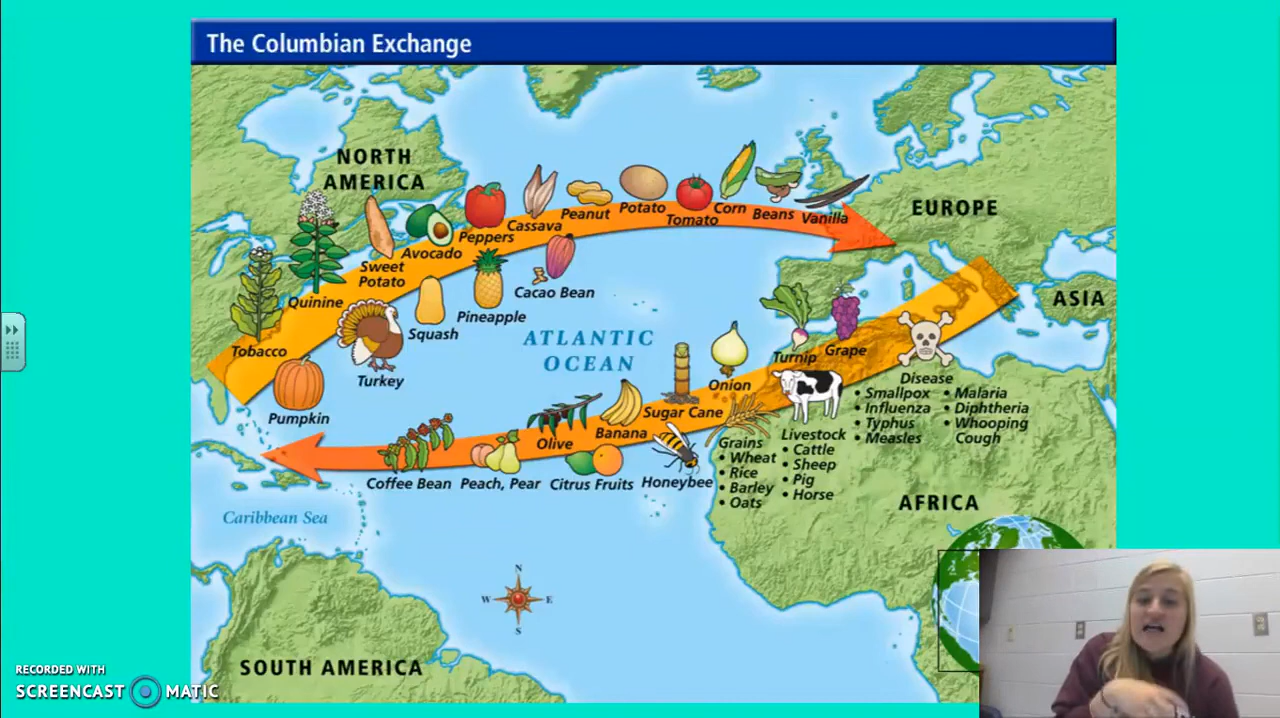 The Columbian Exchange
NORTH
AMERICA
EUROPE
ASIA
Tobacco
Quinine
Sweet
Potato
Avocado
Peppers
Cassava
Peanut
Potato
Tomato
Corn
Beans
Vanilla
Pumpkin
Turkey
Squash
Pineapple
Cacao Bean
ATLANTIC
OCEAN
Coffee Bean
Peach, Pear
Olive
Citrus Fruits
Banana
Honeybee
Sugar Cane
Onion
Turnip
Grape
Grains
• Wheat
• Rice
• Barley
• Oats
Livestock
• Cattle
• Sheep
• Pig
• Horse
Disease
• Smallpox
• Influenza
• Typhus
• Measles
• Malaria
• Diphtheria
• Whooping
Cough
AFRICA
Caribbean Sea
N
W E
S
SOUTH AMERICA
RECORDED WITH
SCREENCAST MATIC